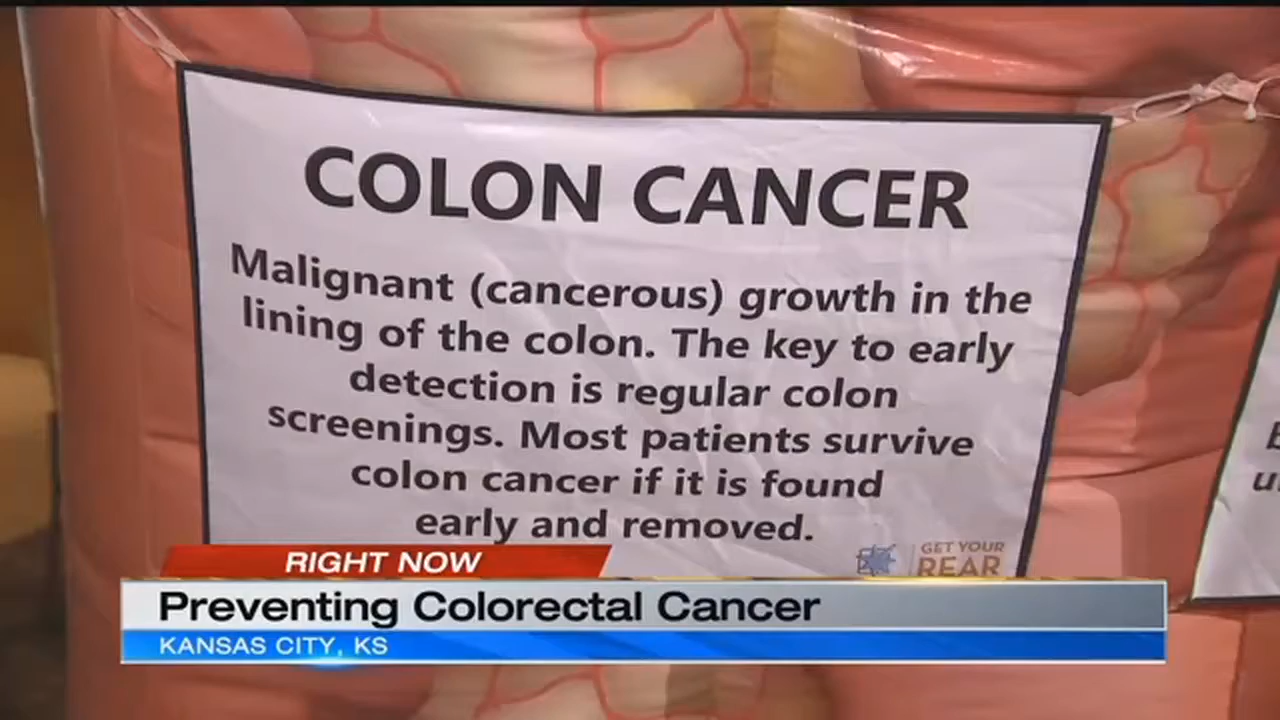 COLON CANCER
Malignant (cancerous) growth in the
lining of the colon. The key to early
detection is regular colon
screenings. Most patients survive
colon cancer if it is found
early and removed.
GET YOUR
REAR
RIGHT NOW
Preventing Colorectal Cancer
KANSAS CITY, KS